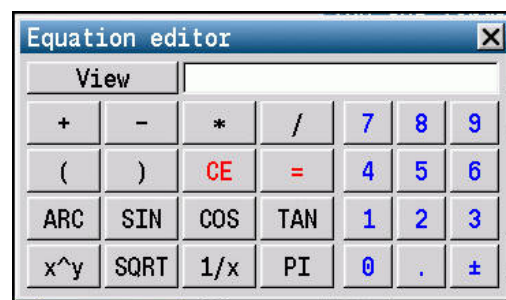 Equation editor X
View
+ - * / 7 8 9
( ) CE = 4 5 6
ARC SIN COS TAN 1 2 3
x^y SQRT 1/x PI 0 . ±